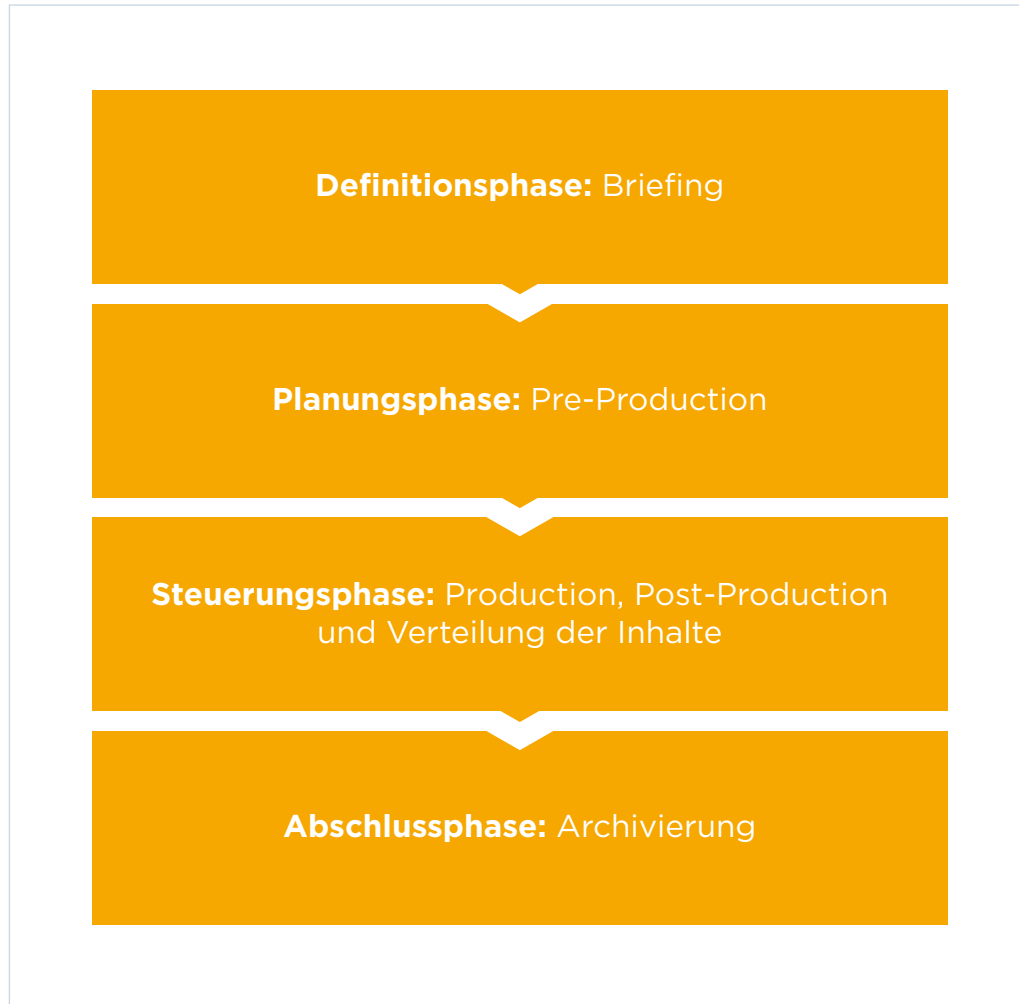 Definitionsphase: Briefing
Planungsphase: Pre-Production
Steuerungsphase: Production, Post-Production
und Verteilung der Inhalte
Abschlussphase: Archivierung